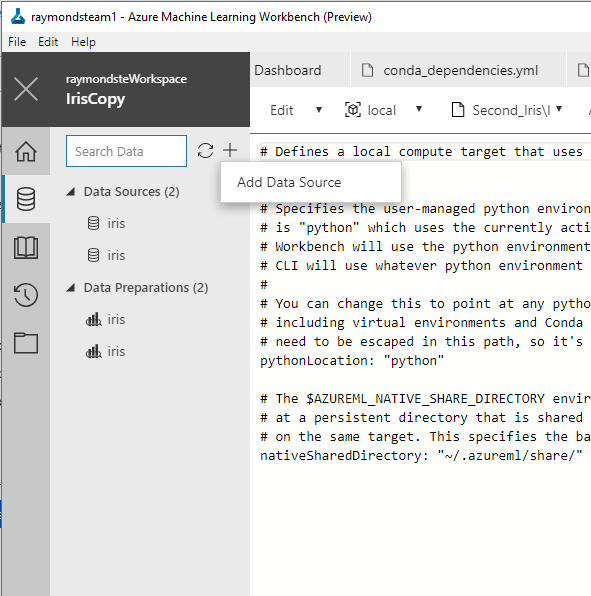 raymondsteam1 - Azure Machine Learning Workbench (Preview)
File Edit Help
raymondsteWorkspace
IrisCopy
Dashboard
conda_dependencies.yml
Edit
local
Second_Iris\I
Search Data
Add Data Source
Data Sources (2)
iris
iris
Data Preparations (2)
iris
iris
# Defines a local compute target that uses
# Specifies the user-managed python environ
# is "python" which uses the currently acti
# Workbench will use the python environment
# CLI will use whatever python environment
#
# You can change this to point at any pytho
# including virtual environments and Conda
# need to be escaped in this path, so it's
pythonLocation: "python"
# The $AZUREML_NATIVE_SHARE_DIRECTORY envir
# at a persistent directory that is shared
# on the same target. This specifies the ba
nativeSharedDirectory: "~/.azureml/share/"